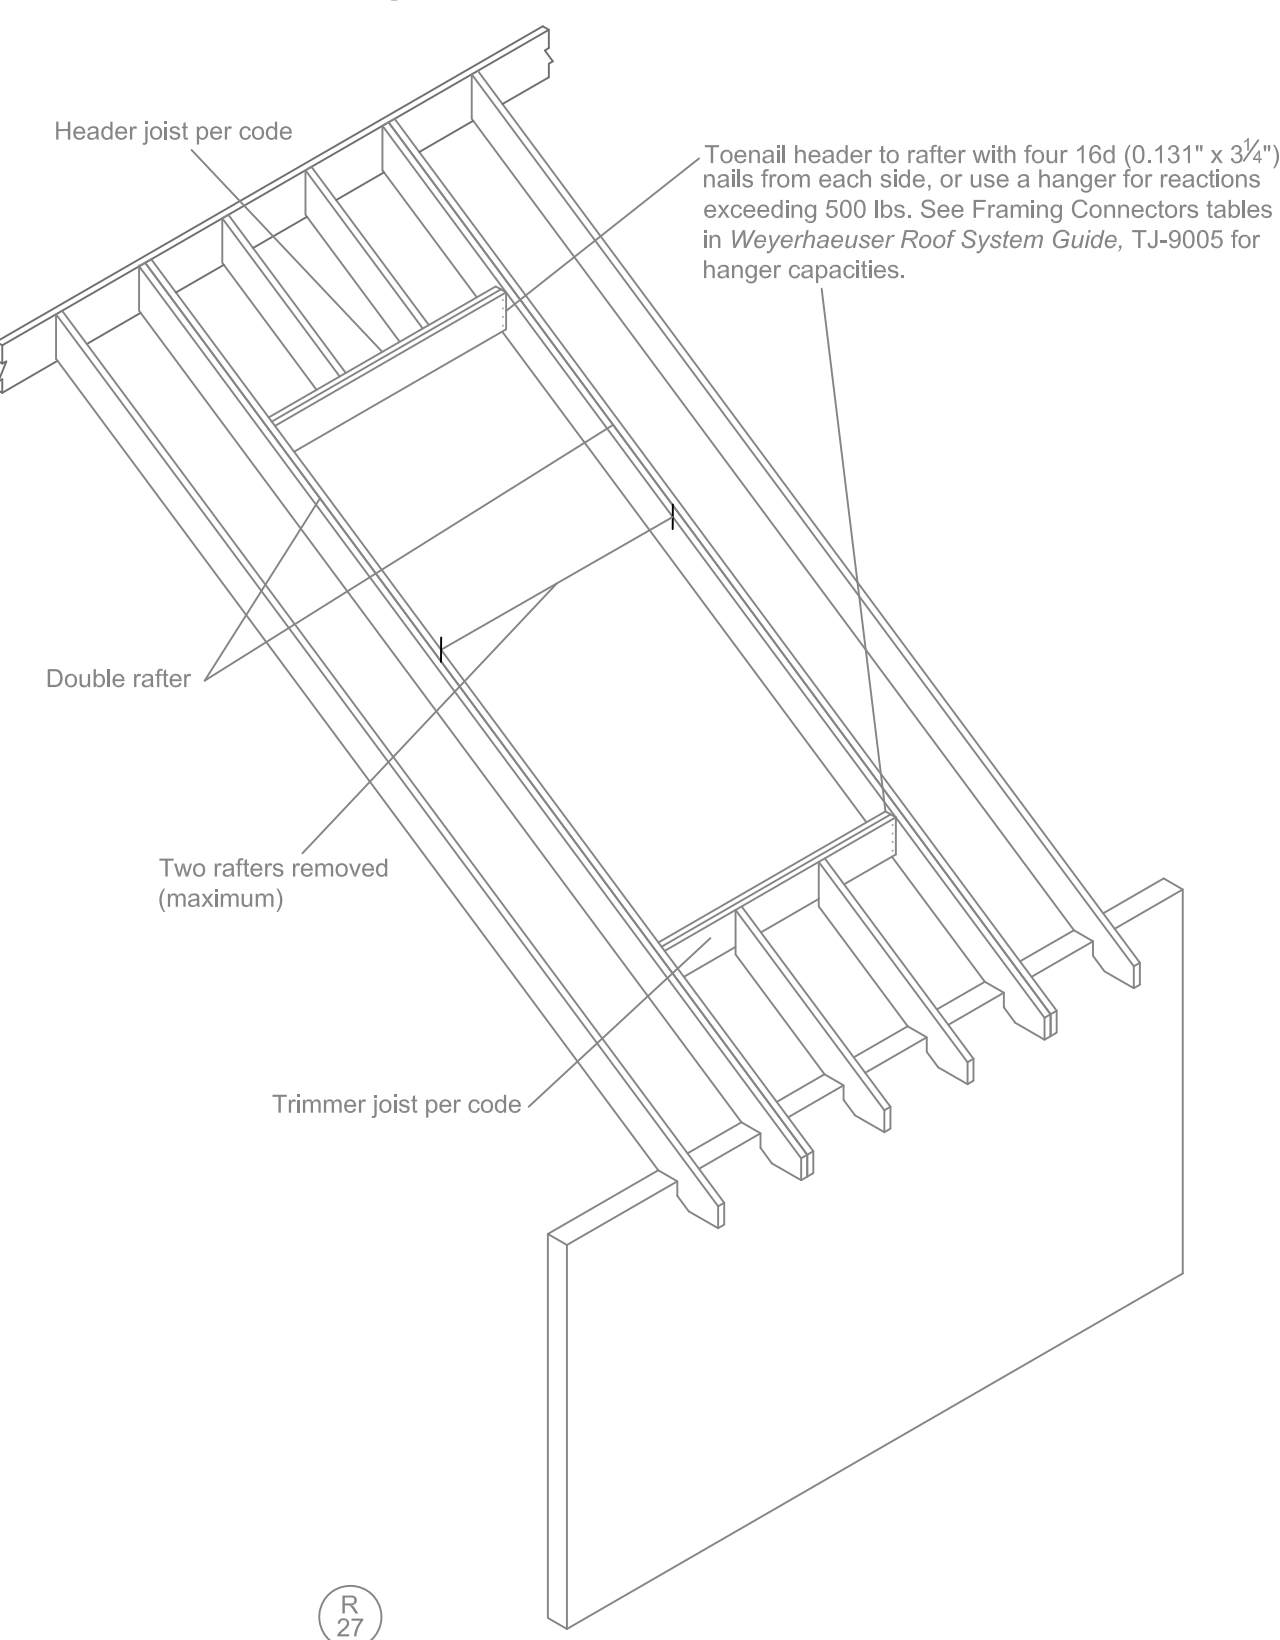 Header joist per code
Toenail header to rafter with four 16d (0.131" x 3¼")
nails from each side, or use a hanger for reactions
exceeding 500 lbs. See Framing Connectors tables
in Weyerhaeuser Roof System Guide, TJ-9005 for
hanger capacities.
Double rafter
Two rafters removed
(maximum)
Trimmer joist per code
R
27